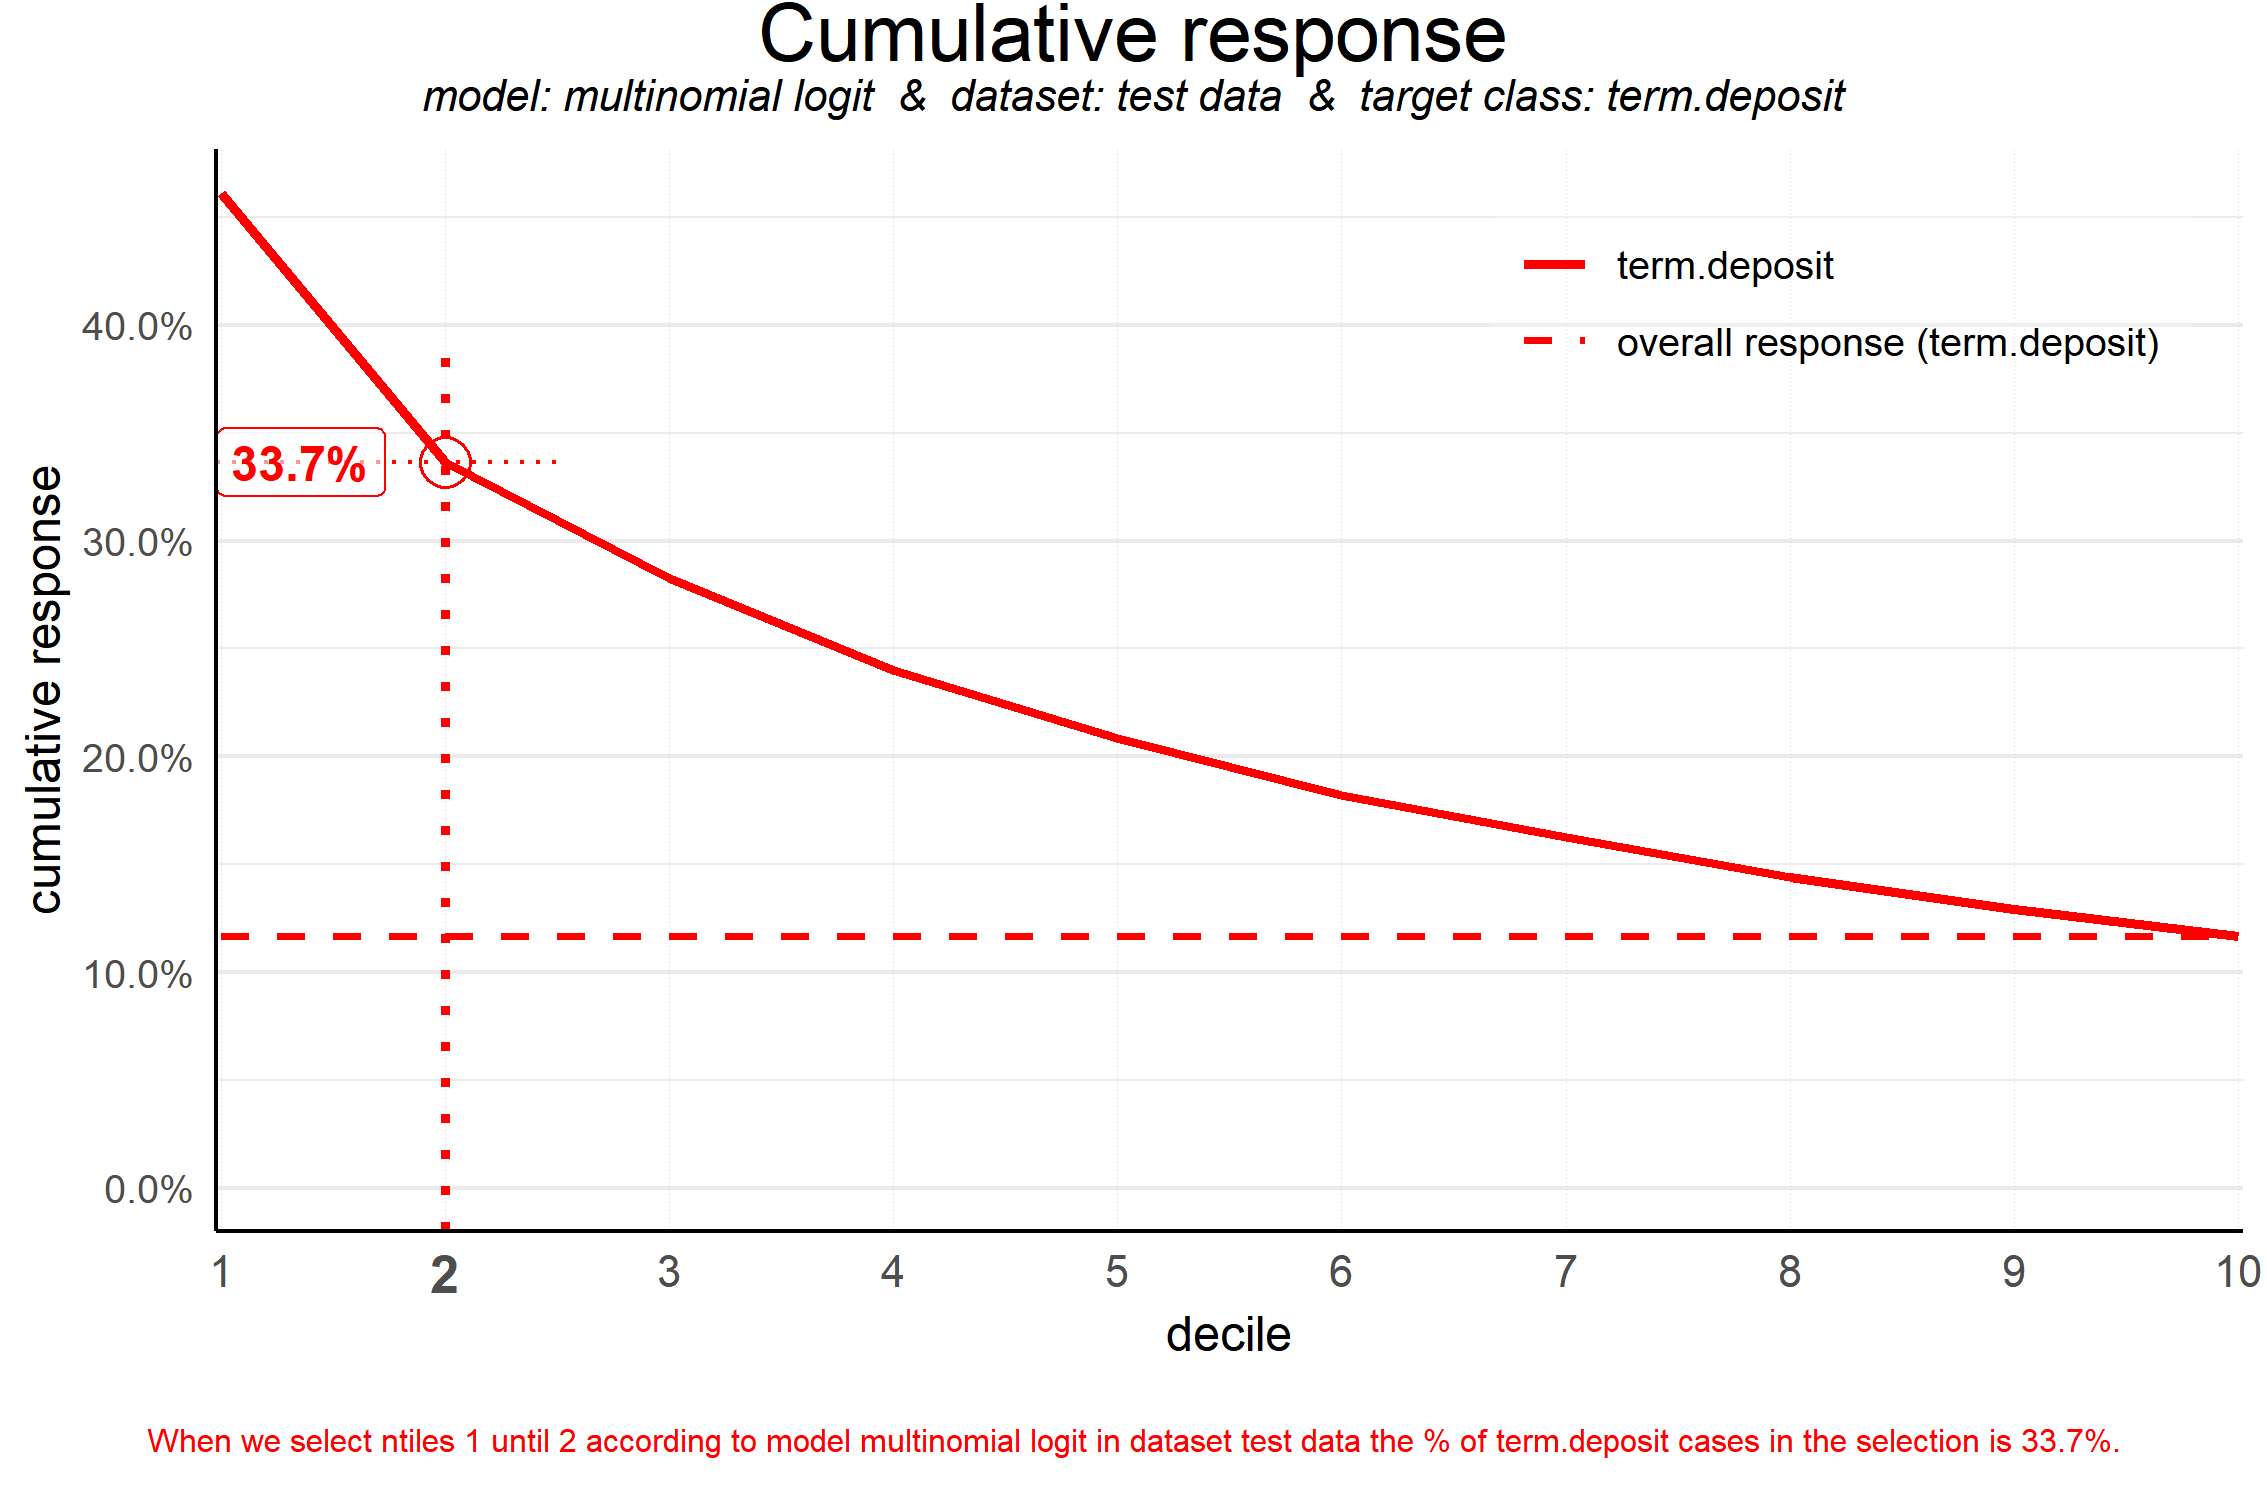 Cumulative response
model: multinomial logit & dataset: test data & target class: term.deposit
term.deposit
overall response (term.deposit)
40.0%
33.7%
30.0%
20.0%
10.0%
0.0%
cumulative response
1 2 3 4 5 6 7 8 9 10
decile
When we select ntiles 1 until 2 according to model multinomial logit in dataset test data the % of term.deposit cases in the selection is 33.7%.